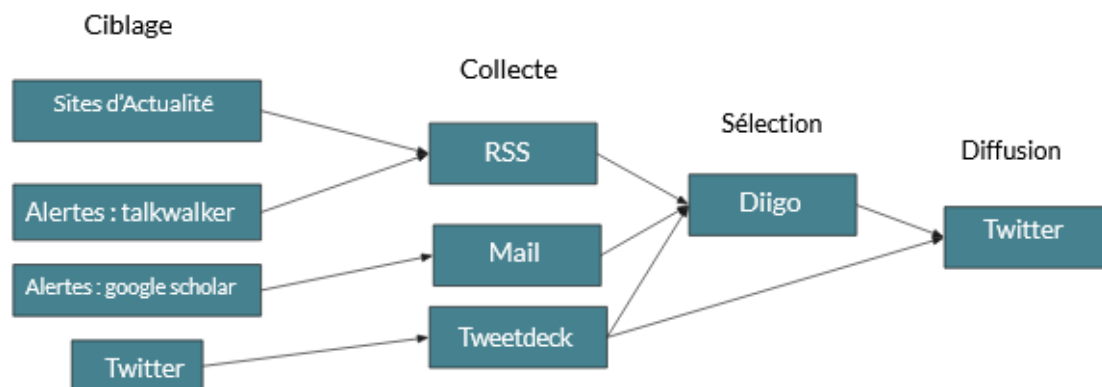 Ciblage
Sites d'Actualité
Alertes : talkwalker
Alertes : google scholar
Twitter
Collecte
RSS
Mail
Tweetdeck
Sélection
Diigo
Diffusion
Twitter